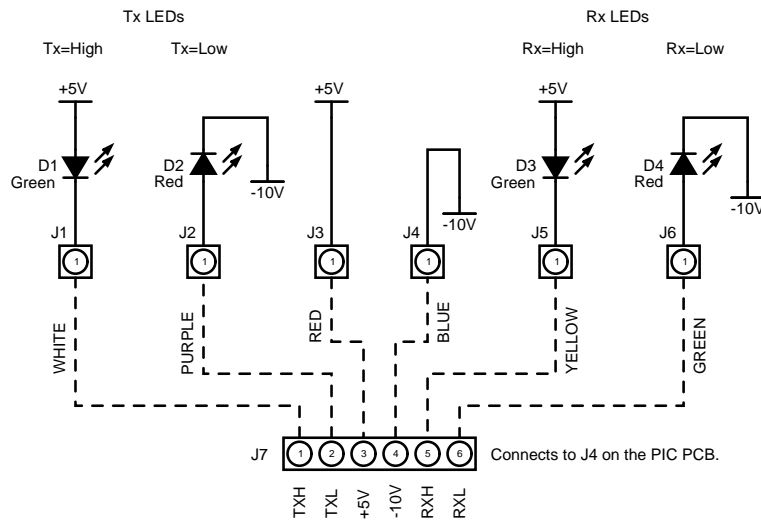 Tx LEDs
Rx LEDs
Tx=High
Tx=Low
Rx=High
Rx=Low
+5V
+5V
+5V
D1
Green
D2
Red
-10V
-10V
D3
Green
D4
Red
-10V
J1
J2
J3
J4
J5
J6
1
1
1
1
1
1
WHITE
PURPLE
RED
BLUE
YELLOW
GREEN
J7
1
2
3
4
5
6
Connects to J4 on the PIC PCB.
TXH
TXL
+5V
-10V
RXH
RXL